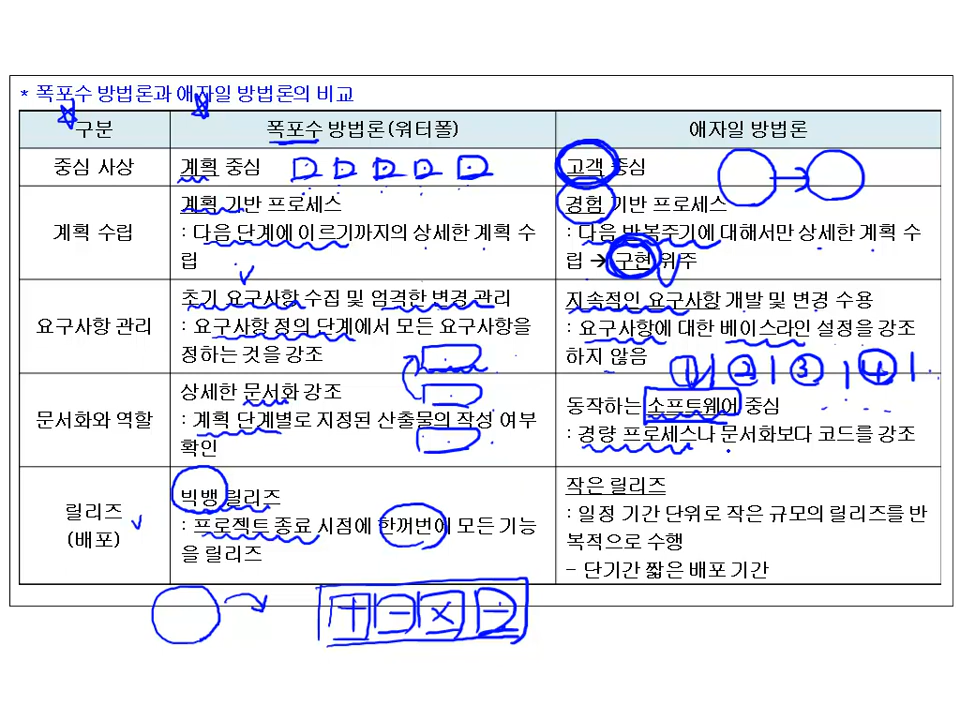 * 폭포수 방법론과 애자일 방법론의 비교
구분
폭포수 방법론(워터폴)
애자일 방법론
중심 사상
계획 중심
고객 중심
계획 수립
계획 기반 프로세스
: 다음 단계에 이르기까지의 상세한 계획 수
립
경험 기반 프로세스
: 다음 반복주기에 대해서만 상세한 계획 수
립 → 구현 위주
요구사항 관리
초기 요구사항 수집 및 엄격한 변경 관리
: 요구사항 정의 단계에서 모든 요구사항을
정하는 것을 강조
지속적인 요구사항 개발 및 변경 수용
: 요구사항에 대한 베이스라인 설정을 강조
하지 않음
1 2 3 4
문서화와 역할
상세한 문서화 강조
: 계획 단계별로 지정된 산출물의 작성 여부
확인
동작하는 소프트웨어 중심
: 경량 프로세스나 문서화보다 코드를 강조
릴리즈
(배포)
빅뱅 릴리즈
: 프로젝트 종료 시점에 한꺼번에 모든 기능
을 릴리즈
작은 릴리즈
: 일정 기간 단위로 작은 규모의 릴리즈를 반
복적으로 수행
- 단기간 짧은 배포 기간
+ - × ÷